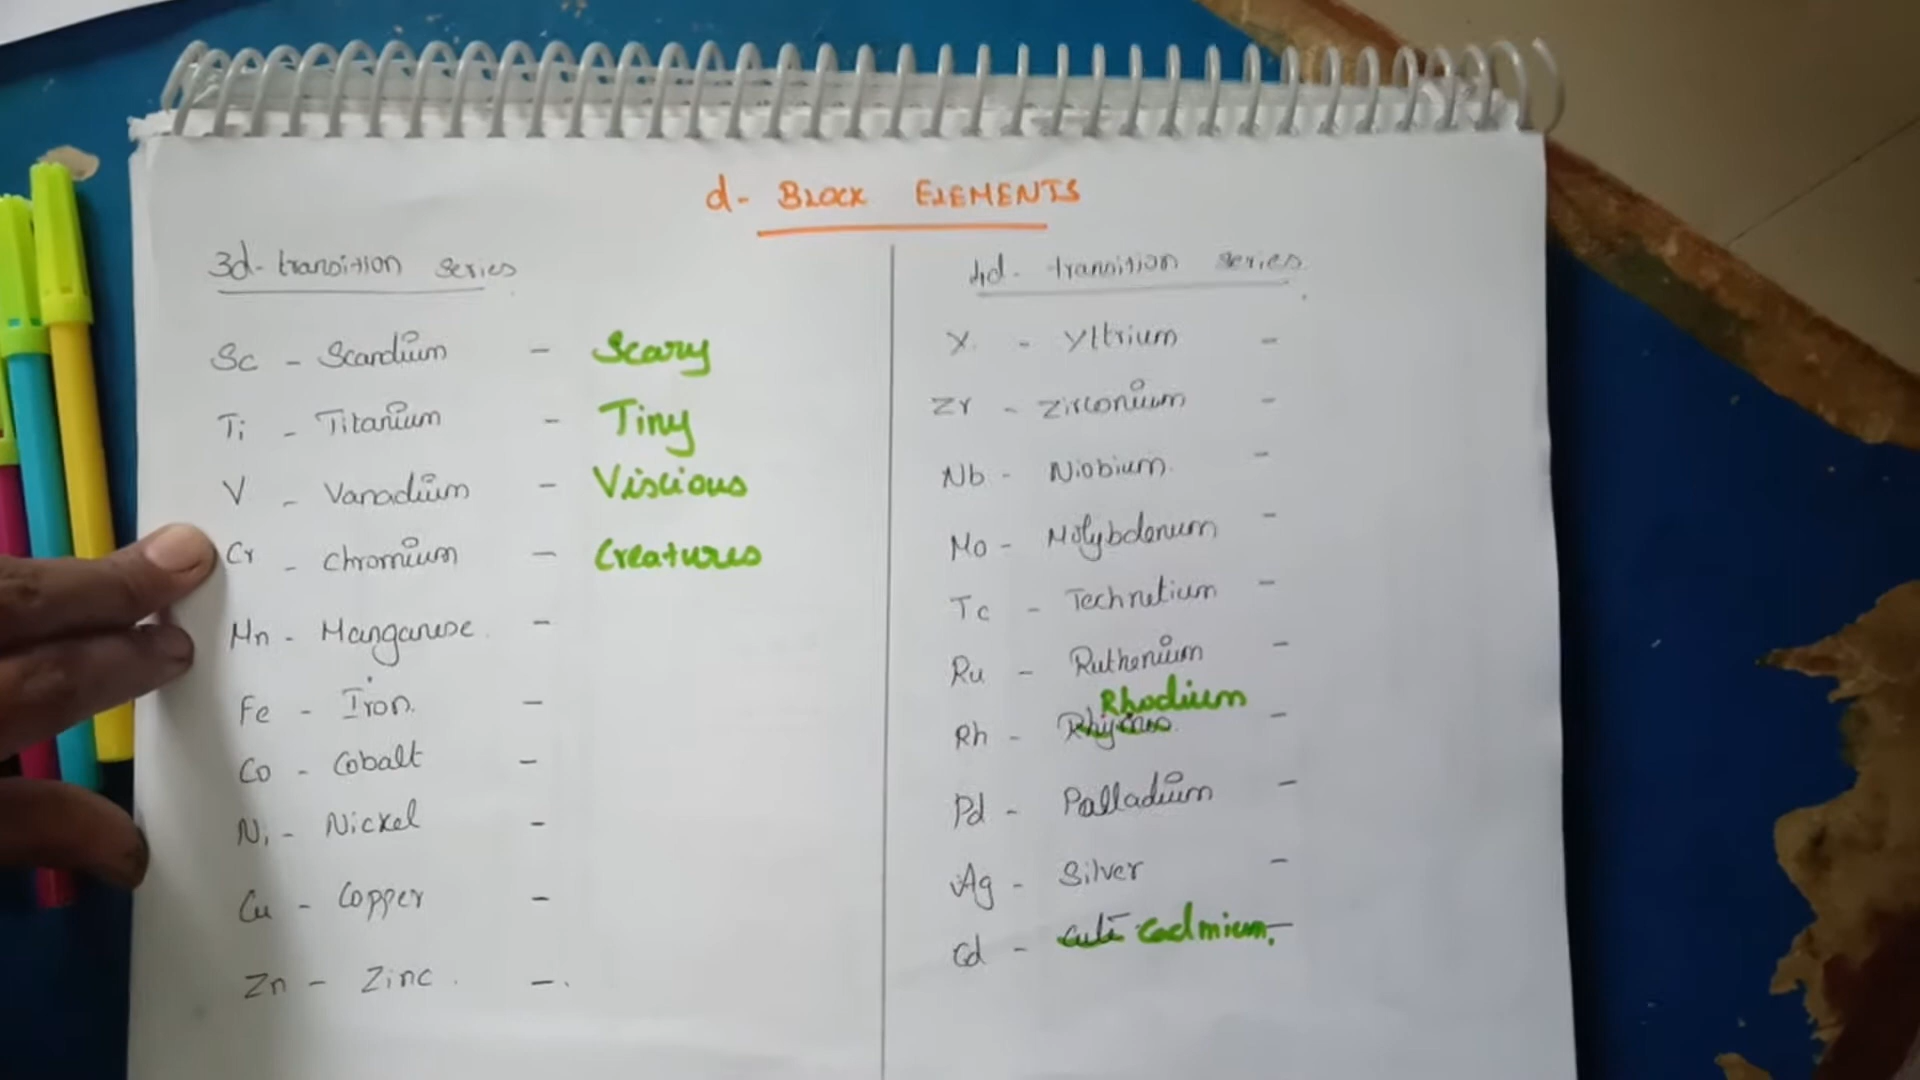 d- BLOCK ELEMENTS
3d- transition series
Sc - Scandium - Scary
Ti - Titanium - Tiny
V - Vanadium - Viscious
Cr - Chromium - Creatures
Mn - Manganese -
Fe - Iron. -
Co - Cobalt -
Ni - Nickel -
Cu - Copper -
Zn - Zinc. -.
4d- transition series
Y. - Yttrium -
Zr - Zirconium -
Nb - Niobium. -
Mo - Molybdenum -
Tc - Technetium -
Ru - Ruthenium -
Rhodium
Rh - -
Pd - Palladium -
Ag - Silver -
Cd - Cute Cadmium. -